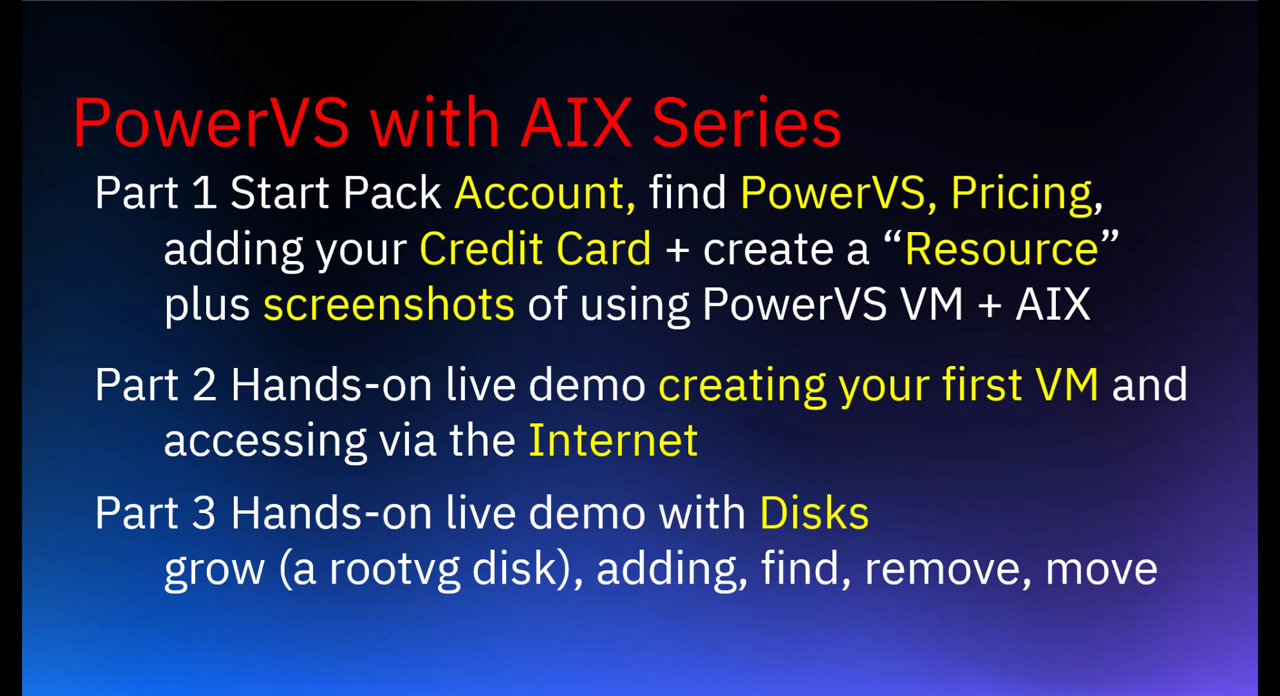 PowerVS with AIX Series
Part 1 Start Pack Account, find PowerVS, Pricing,
adding your Credit Card + create a “Resource”
plus screenshots of using PowerVS VM + AIX
Part 2 Hands-on live demo creating your first VM and
accessing via the Internet
Part 3 Hands-on live demo with Disks
grow (a rootvg disk), adding, find, remove, move